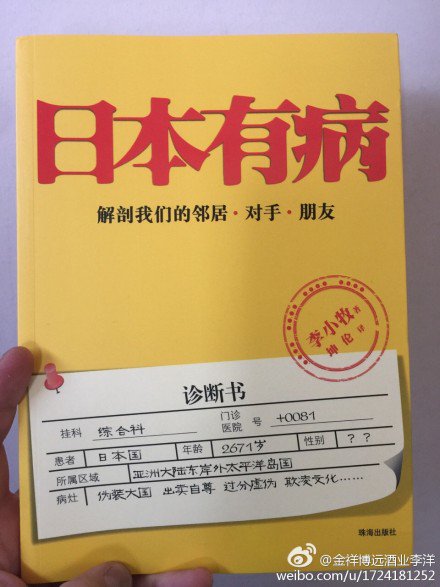 日本有病
解剖我们的邻居·对手·朋友
李小牧 著
坤伦 译
诊断书
挂科 综合科 门诊医院 号 +0081
患者 日本国 年龄 2671岁 性别 ？？
所属区域 亚洲大陆东岸外太平洋岛国
病灶 伪装大国 出卖自尊 过分虚伪 欺凌文化……
珠海出版社
@金祥博远酒业李洋
weibo.com/u/1724181252